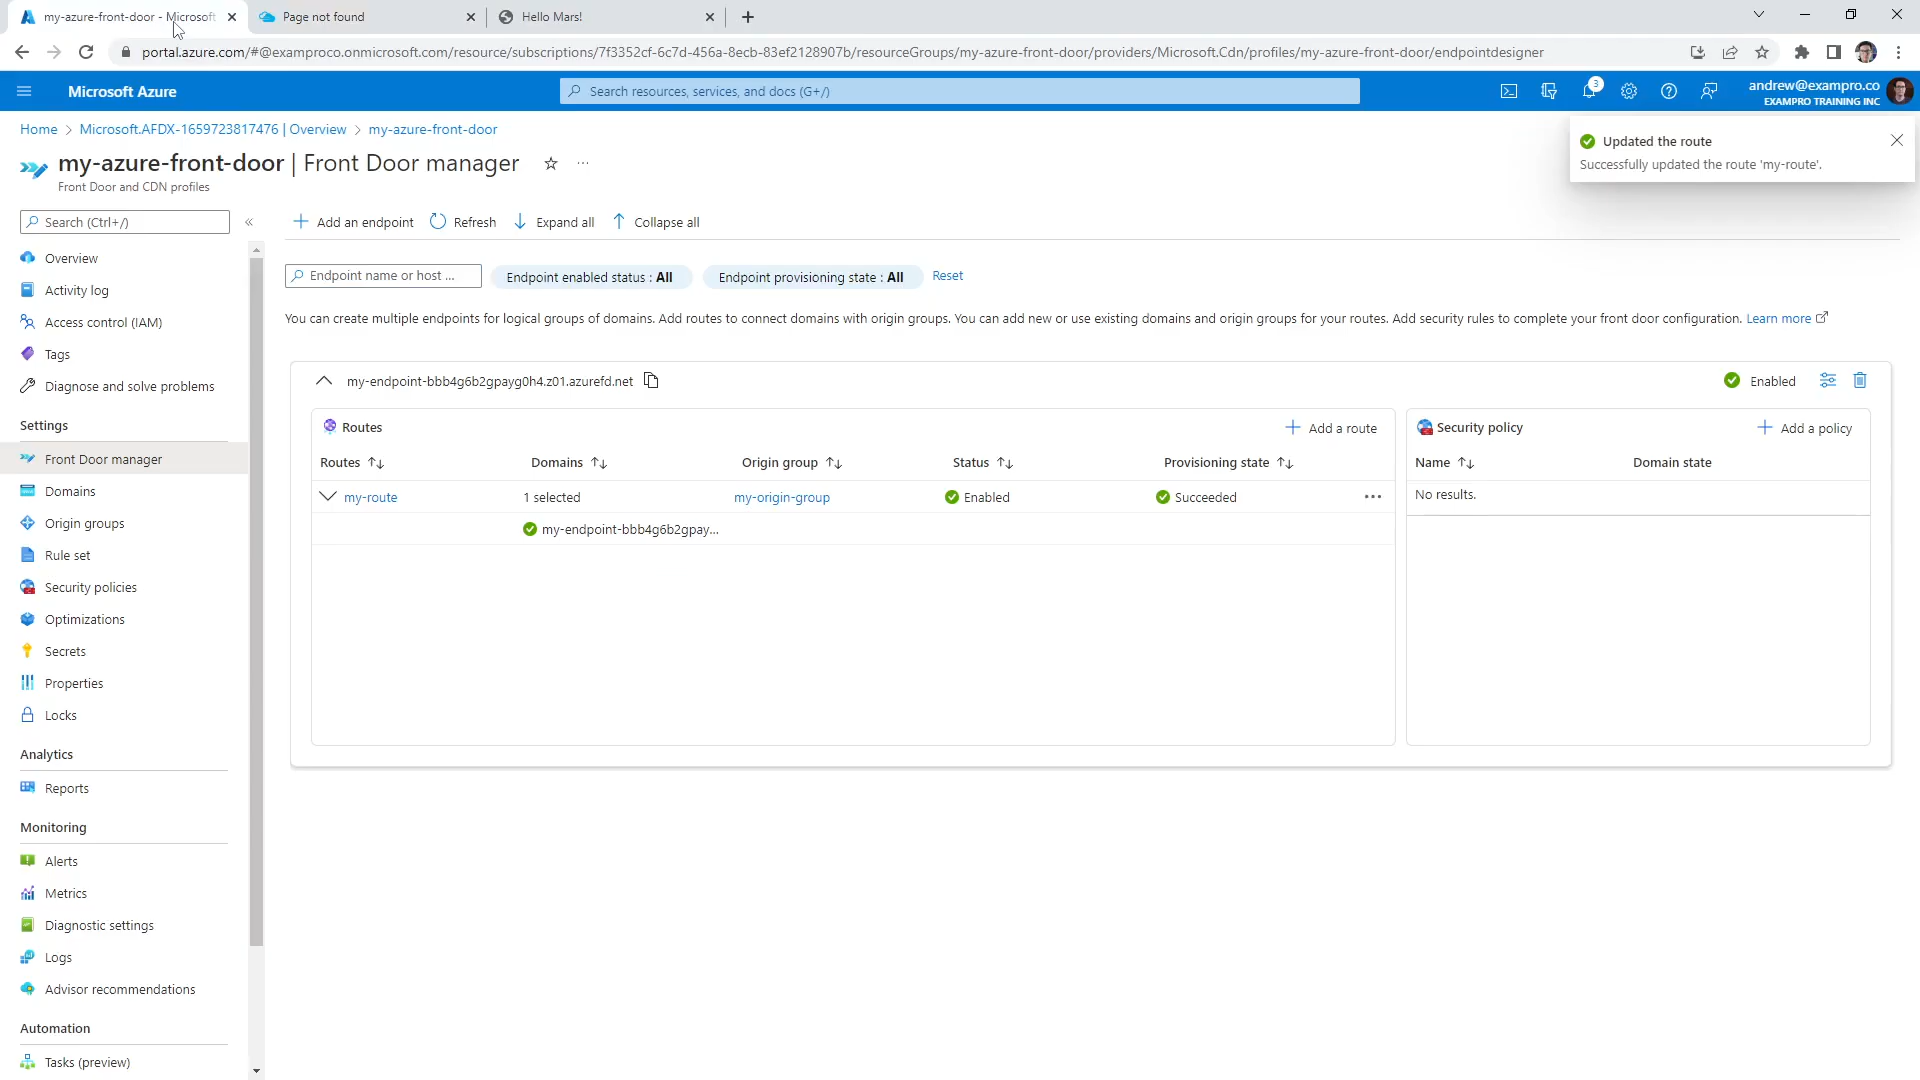 my-azure-front-door - Microsoft
Page not found
Hello Mars!
portal.azure.com/#@examproco.onmicrosoft.com/resource/subscriptions/7f3352cf-6c7d-456a-8ecb-83ef2128907b/resourceGroups/my-azure-front-door/providers/Microsoft.Cdn/profiles/my-azure-front-door/endpointdesigner
Microsoft Azure
Search resources, services, and docs (G+/)
3
andrew@exampro.co
EXAMPRO TRAINING INC
Home > Microsoft.AFDX-1659723817476 | Overview > my-azure-front-door
my-azure-front-door | Front Door manager
Front Door and CDN profiles
Updated the route
Successfully updated the route 'my-route'.
Search (Ctrl+/)
Overview
Activity log
Access control (IAM)
Tags
Diagnose and solve problems
Settings
Front Door manager
Domains
Origin groups
Rule set
Security policies
Optimizations
Secrets
Properties
Locks
Analytics
Reports
Monitoring
Alerts
Metrics
Diagnostic settings
Logs
Advisor recommendations
Automation
Tasks (preview)
Add an endpoint
Refresh
Expand all
Collapse all
Endpoint name or host ...
Endpoint enabled status : All
Endpoint provisioning state : All
Reset
You can create multiple endpoints for logical groups of domains. Add routes to connect domains with origin groups. You can add new or use existing domains and origin groups for your routes. Add security rules to complete your front door configuration. Learn more
my-endpoint-bbb4g6b2gpayg0h4.z01.azurefd.net
Enabled
Routes
Add a route
Routes Domains Origin group Status Provisioning state
my-route 1 selected my-origin-group Enabled Succeeded
my-endpoint-bbb4g6b2gpay...
Security policy
Add a policy
Name Domain state
No results.